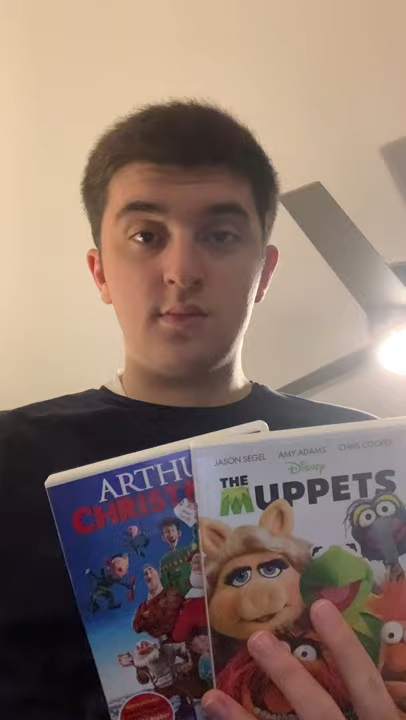 ARTHU
CHRIST
JASON SEGEL AMY ADAMS CHRIS COOPER
Disney
THE
MUPPETS